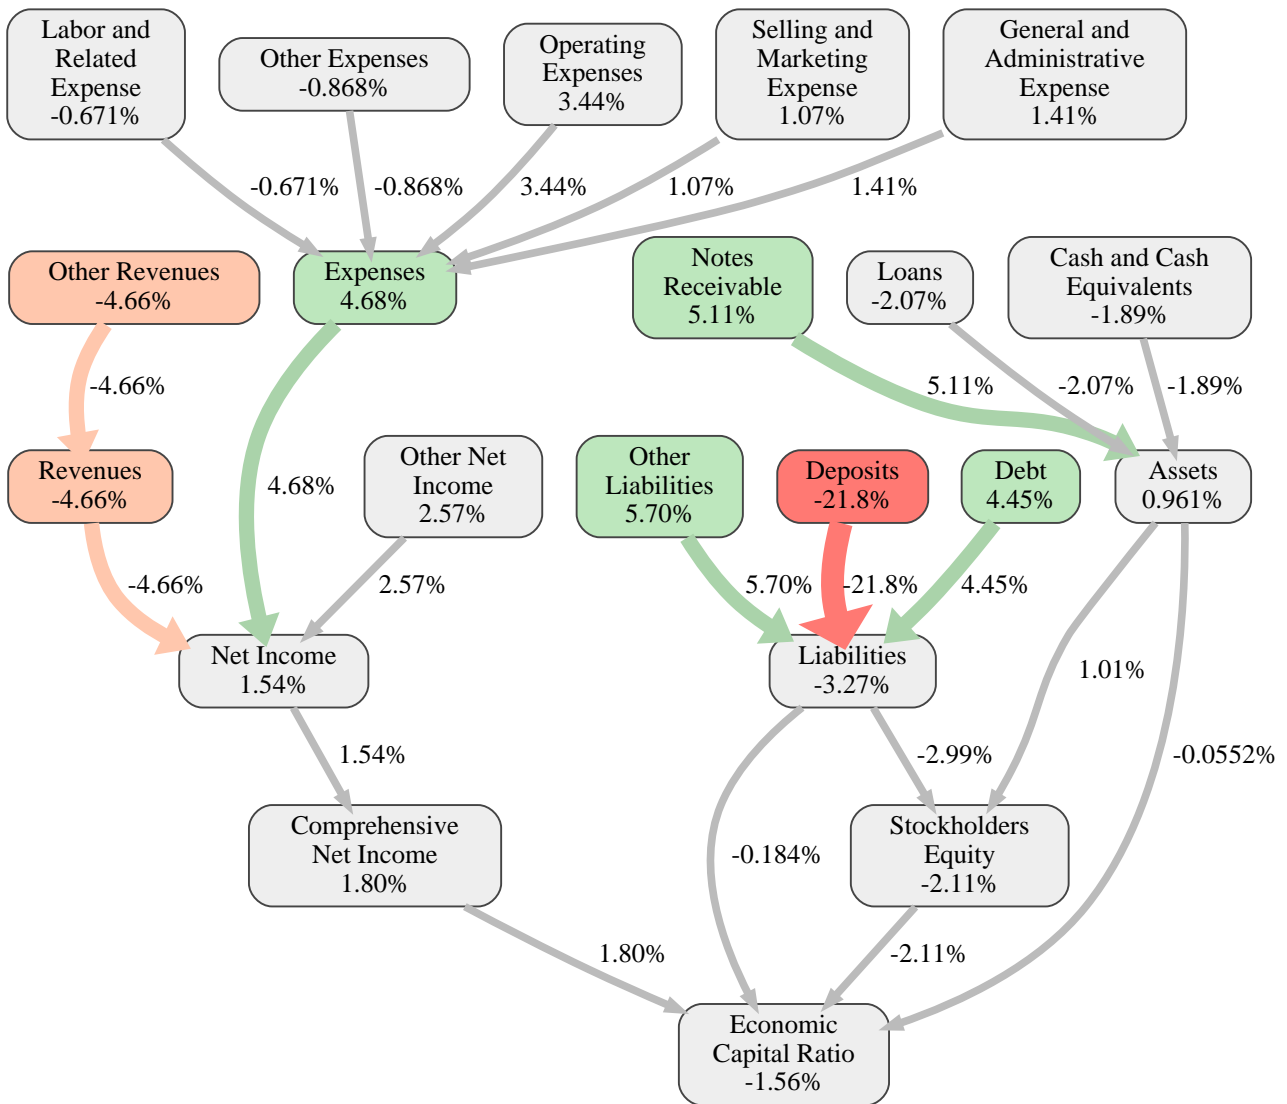 Labor and
Related
Expense
-0.671%
Other Expenses
-0.868%
Operating
Expenses
3.44%
Selling and
Marketing
Expense
1.07%
General and
Administrative
Expense
1.41%
-0.671%
-0.868%
3.44%
1.07%
1.41%
Other Revenues
-4.66%
Expenses
4.68%
Notes
Receivable
5.11%
Loans
-2.07%
Cash and Cash
Equivalents
-1.89%
-4.66%
5.11%
-2.07%
-1.89%
Revenues
-4.66%
4.68%
Other Net
Income
2.57%
Other
Liabilities
5.70%
Deposits
-21.8%
Debt
4.45%
Assets
0.961%
-4.66%
2.57%
5.70%
-21.8%
4.45%
Net Income
1.54%
Liabilities
-3.27%
1.01%
1.54%
-2.99%
-0.0552%
Comprehensive
Net Income
1.80%
-0.184%
Stockholders
Equity
-2.11%
1.80%
-2.11%
Economic
Capital Ratio
-1.56%